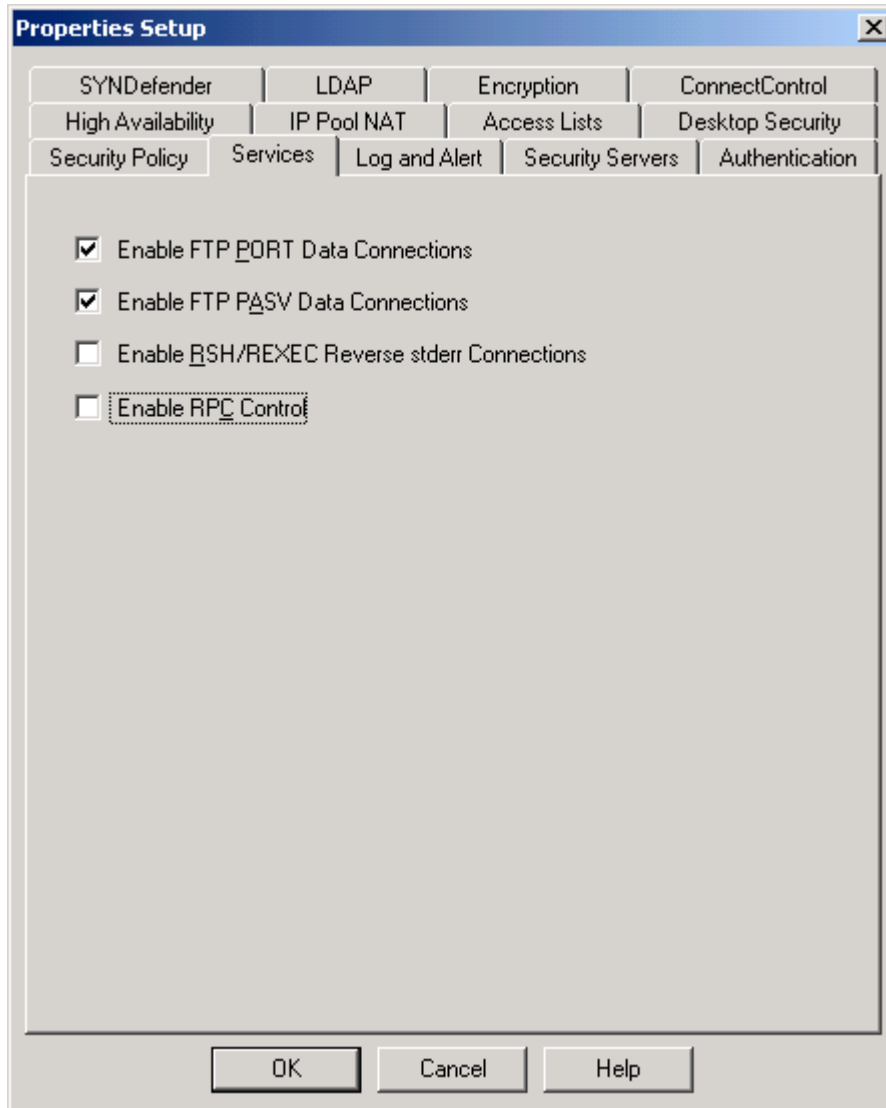 Properties Setup
SYNDefender LDAP Encryption ConnectControl
High Availability IP Pool NAT Access Lists Desktop Security
Security Policy Services Log and Alert Security Servers Authentication
Enable FTP PORT Data Connections
Enable FTP PASV Data Connections
Enable RSH/REXEC Reverse stderr Connections
Enable RPC Control
OK Cancel Help